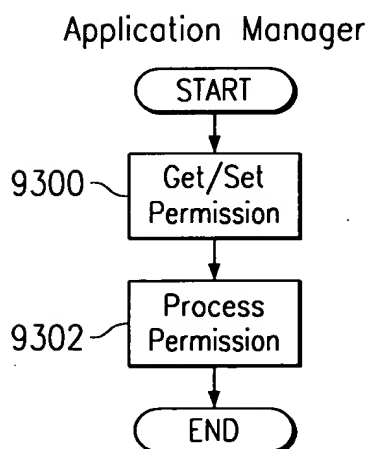 Application Manager
START
9300
Get/Set
Permission
9302
Process
Permission
END